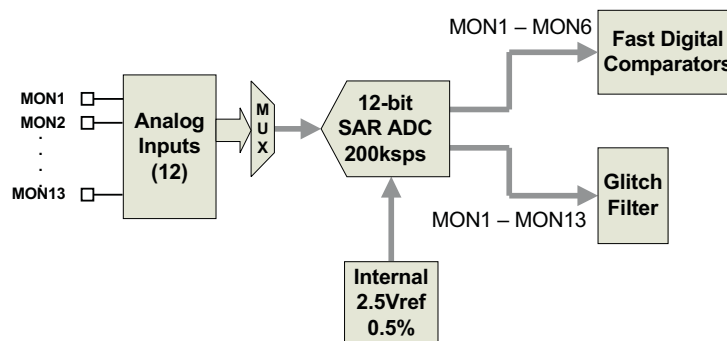 MON1 – MON6
Fast Digital
Comparators
MON1
MON2
.
.
.
MON13
Analog
Inputs
(12)
M
U
X
12-bit
SAR ADC
200ksps
Glitch
Filter
MON1 – MON13
Internal
2.5Vref
0.5%